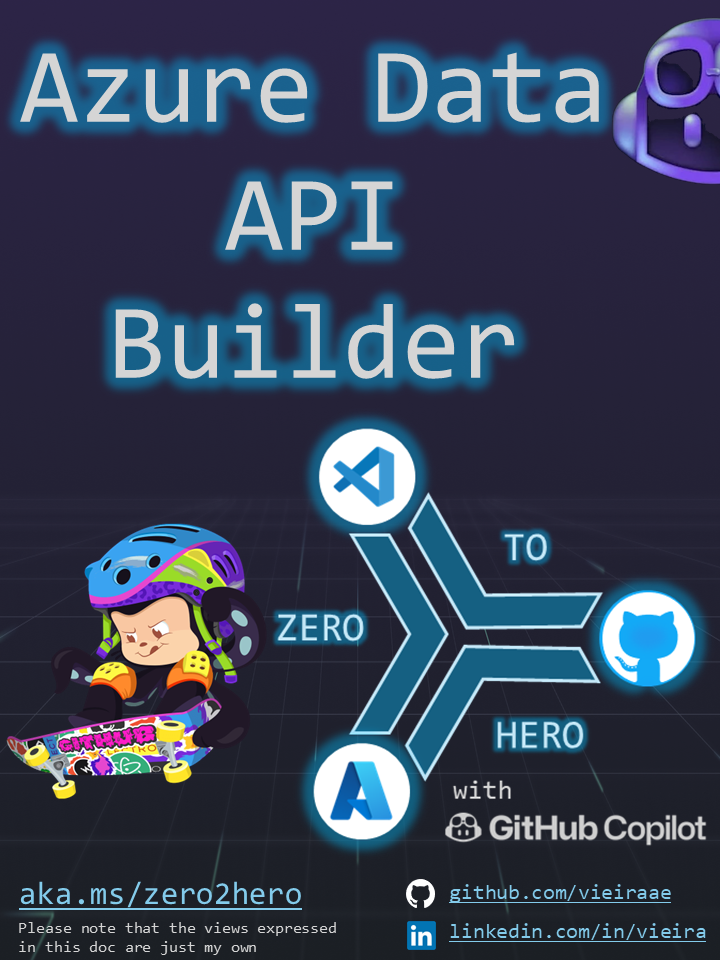 Azure Data
API
Builder
TO
ZERO
HERO
with
GitHub Copilot
GITHUB
aka.ms/zero2hero
Please note that the views expressed
in this doc are just my own
github.com/vieiraae
linkedin.com/in/vieira